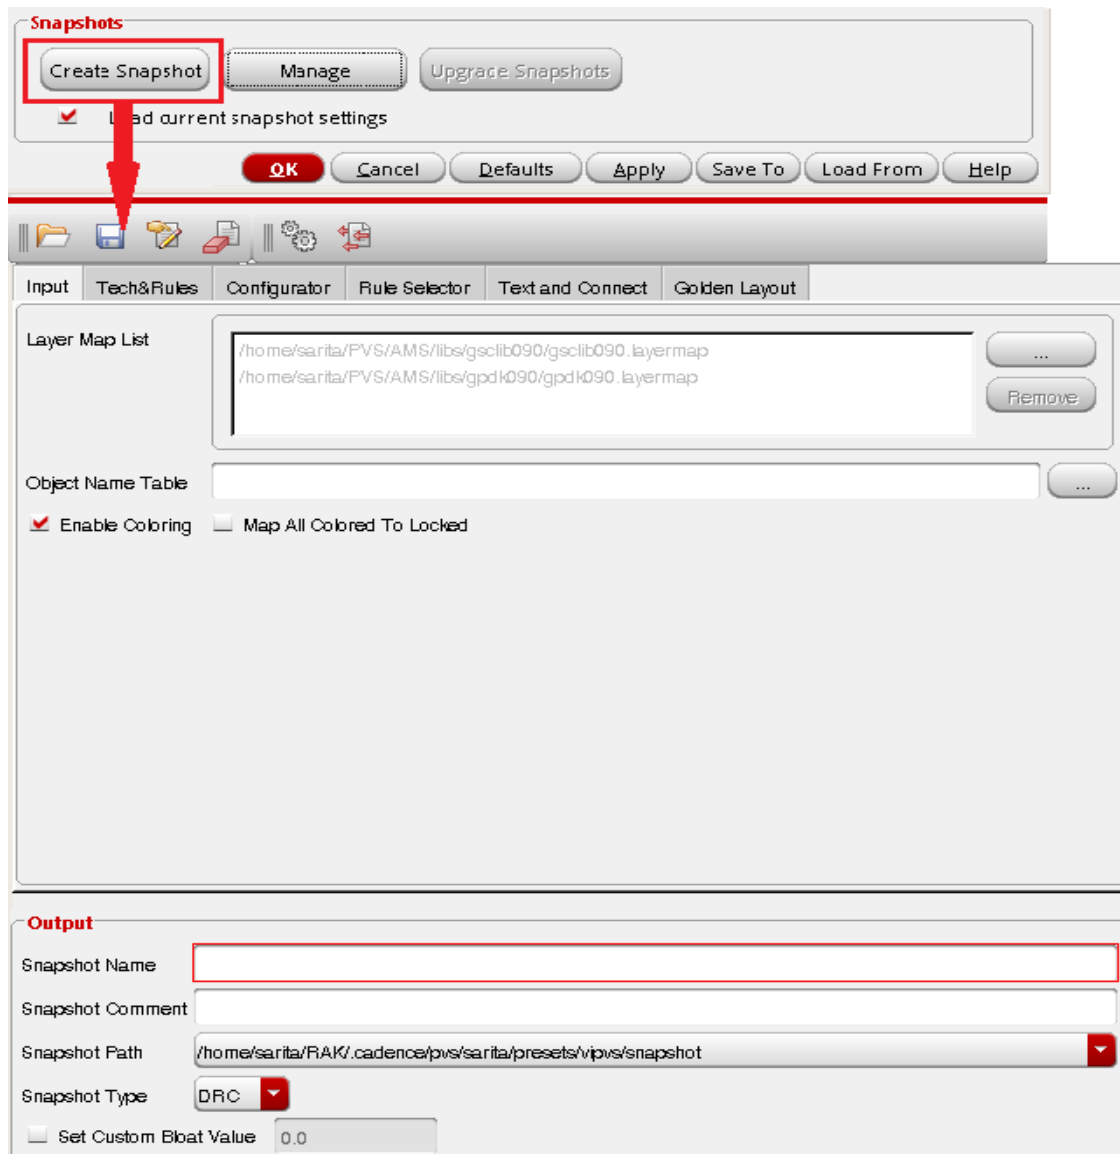 Snapshots
Create Snapshot Manage Upgrade Snapshots
Load current snapshot settings
OK Cancel Defaults Apply Save To Load From Help
Input Tech&Rules Configurator Rule Selector Text and Connect Golden Layout
Layer Map List
/home/sarita/PVS/AMS/libs/gsclib090/gsclib090.layermap
...
/home/sarita/PVS/AMS/libs/gpdk090/gpdk090.layermap
Remove
Object Name Table ...
Enable Coloring Map All Colored To Locked
Output
Snapshot Name
Snapshot Comment
Snapshot Path /home/sarita/RAK/.cadence/pvs/sarita/presets/vipvs/snapshot
Snapshot Type DRC
Set Custom Bloat Value 0.0